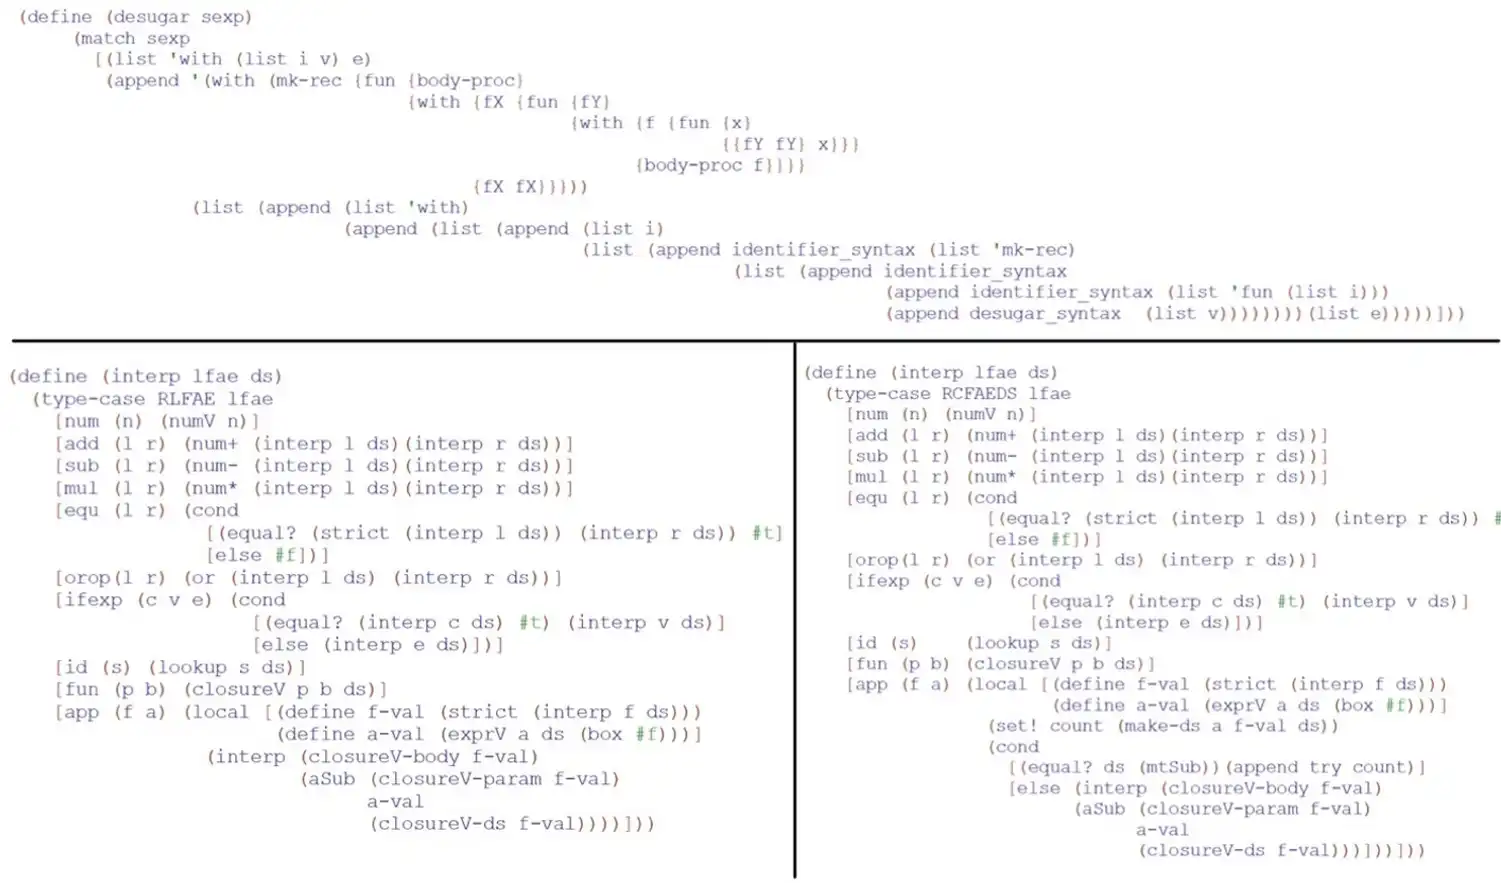 (define (desugar sexp)
(match sexp
[(list 'with (list i v) e)
(append '(with (mk-rec {fun {body-proc}
{with {fX {fun {fY}
{with {f {fun {x}
{{fY fY} x}}}
{body-proc f}}}}
{fX fX}}}))
(list (append (list 'with)
(append (list (append (list i)
(list (append identifier_syntax (list 'mk-rec)
(list (append identifier_syntax
(append identifier_syntax (list 'fun (list i)))
(append desugar_syntax (list v))))))))(list e)))))]))
(define (interp lfae ds)
(type-case RLFAE lfae
[num (n) (numV n)]
[add (l r) (num+ (interp l ds)(interp r ds))]
[sub (l r) (num- (interp l ds)(interp r ds))]
[mul (l r) (num* (interp l ds)(interp r ds))]
[equ (l r) (cond
[(equal? (strict (interp l ds)) (interp r ds)) #t]
[else #f])]
[orop(l r) (or (interp l ds) (interp r ds))]
[ifexp (c v e) (cond
[(equal? (interp c ds) #t) (interp v ds)]
[else (interp e ds)])]
[id (s) (lookup s ds)]
[fun (p b) (closureV p b ds)]
[app (f a) (local [(define f-val (strict (interp f ds)))
(define a-val (exprV a ds (box #f)))]
(interp (closureV-body f-val)
(aSub (closureV-param f-val)
a-val
(closureV-ds f-val))))]))
(define (interp lfae ds)
(type-case RCFAEDS lfae
[num (n) (numV n)]
[add (l r) (num+ (interp l ds)(interp r ds))]
[sub (l r) (num- (interp l ds)(interp r ds))]
[mul (l r) (num* (interp l ds)(interp r ds))]
[equ (l r) (cond
[(equal? (strict (interp l ds)) (interp r ds)) #
[else #f])]
[orop(l r) (or (interp l ds) (interp r ds))]
[ifexp (c v e) (cond
[(equal? (interp c ds) #t) (interp v ds)]
[else (interp e ds)])]
[id (s) (lookup s ds)]
[fun (p b) (closureV p b ds)]
[app (f a) (local [(define f-val (strict (interp f ds)))
(define a-val (exprV a ds (box #f)))]
(set! count (make-ds a f-val ds))
(cond
[(equal? ds (mtSub))(append try count)]
[else (interp (closureV-body f-val)
(aSub (closureV-param f-val)
a-val
(closureV-ds f-val)))]))]))